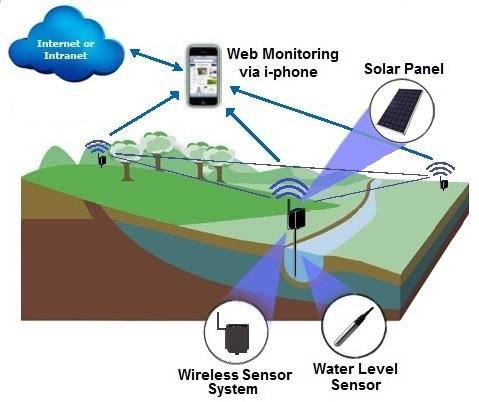 Internet or
Intranet
Web Monitoring
via i-phone
Solar Panel
Wireless Sensor
System
Water Level
Sensor